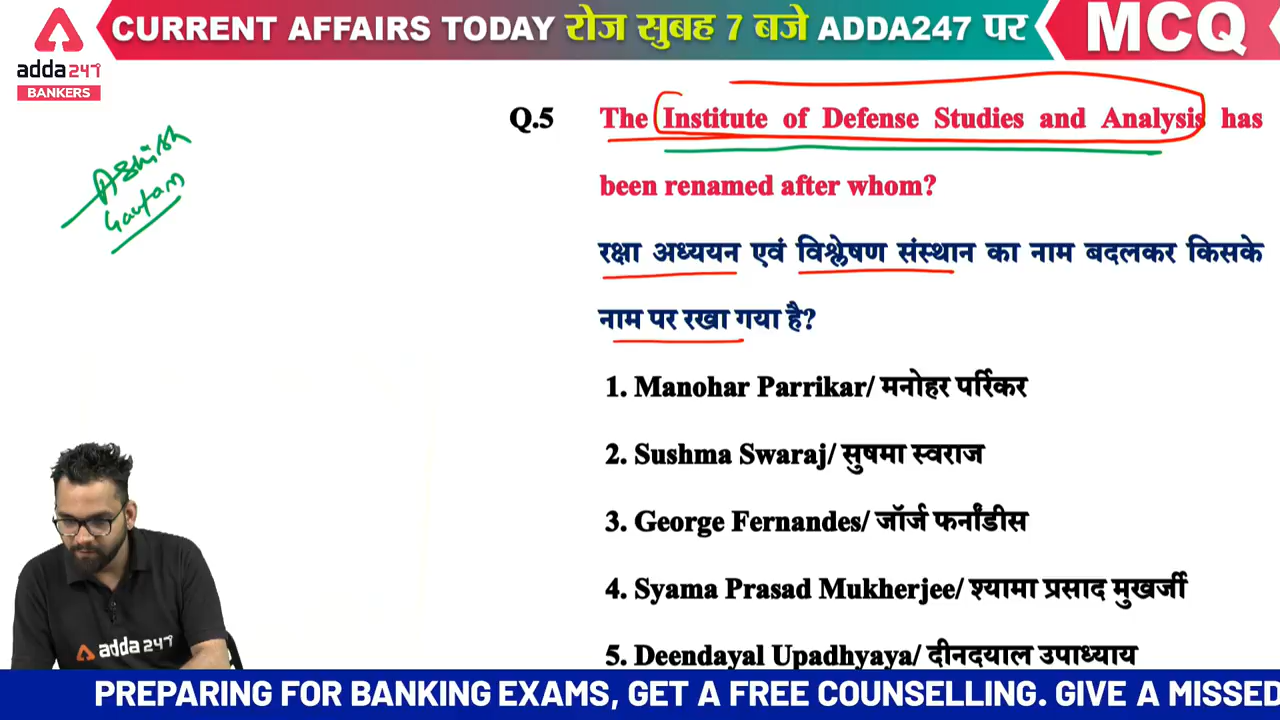 CURRENT AFFAIRS TODAY रोज सुबह 7 बजे ADDA247 पर
MCQ
adda247
BANKERS
Ashish
Gautam
Q.5 The Institute of Defense Studies and Analysis has
been renamed after whom?
रक्षा अध्ययन एवं विश्लेषण संस्थान का नाम बदलकर किसके
नाम पर रखा गया है?
1. Manohar Parrikar/ मनोहर पर्रिकर
2. Sushma Swaraj/ सुषमा स्वराज
3. George Fernandes/ जॉर्ज फर्नांडीस
4. Syama Prasad Mukherjee/ श्यामा प्रसाद मुखर्जी
5. Deendayal Upadhyaya/ दीनदयाल उपाध्याय
adda247
PREPARING FOR BANKING EXAMS, GET A FREE COUNSELLING. GIVE A MISSED